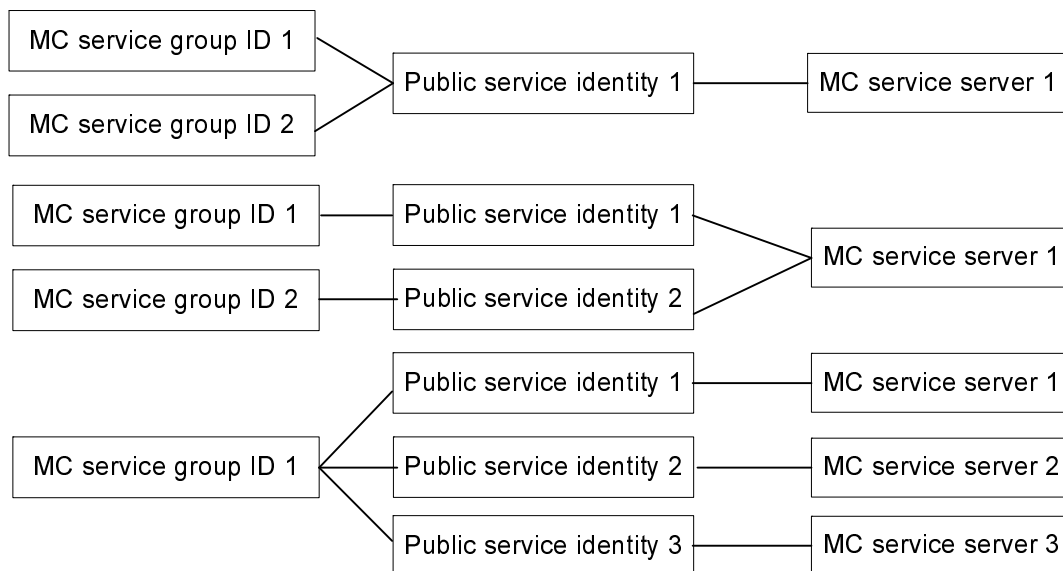 MC service group ID 1
Public service identity 1
MC service server 1
MC service group ID 2
MC service group ID 1
Public service identity 1
MC service server 1
MC service group ID 2
Public service identity 2
Public service identity 1
MC service server 1
MC service group ID 1
Public service identity 2
MC service server 2
Public service identity 3
MC service server 3